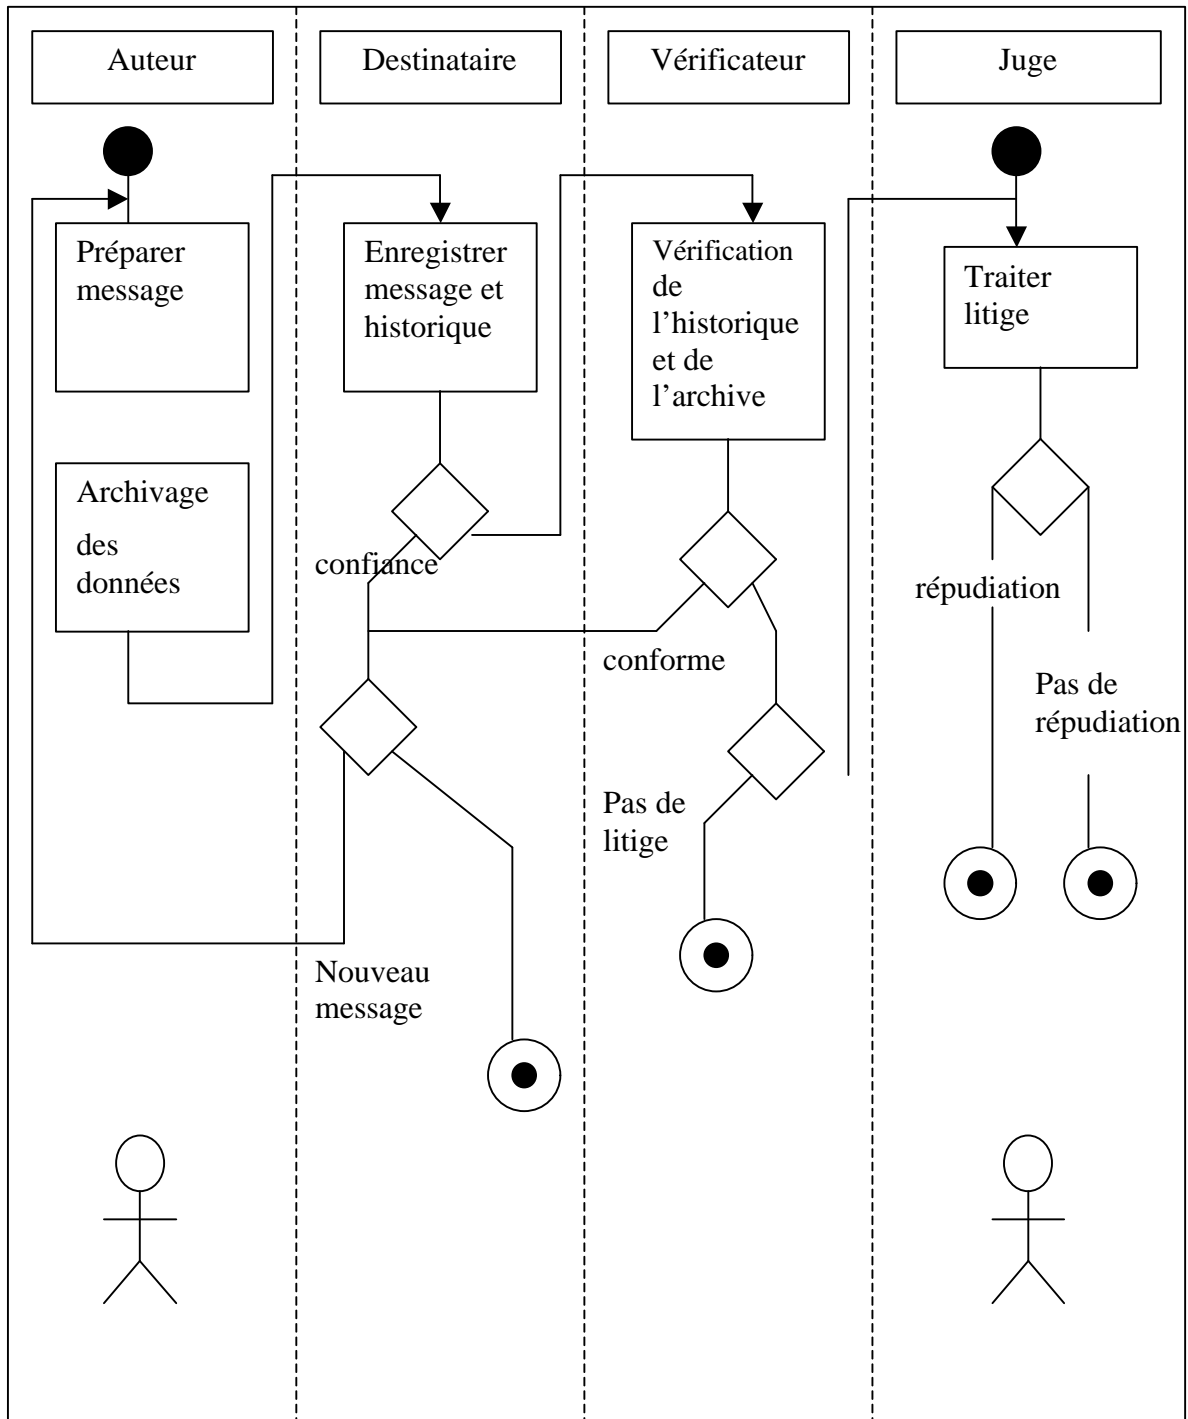 Auteur
Destinataire
Vérificateur
Juge
Préparer
message
Archivage
des
données
Enregistrer
message et
historique
confiance
Nouveau
message
Vérification
de
l’historique
et de
l’archive
conforme
Pas de
litige
Traiter
litige
répudiation
Pas de
répudiation